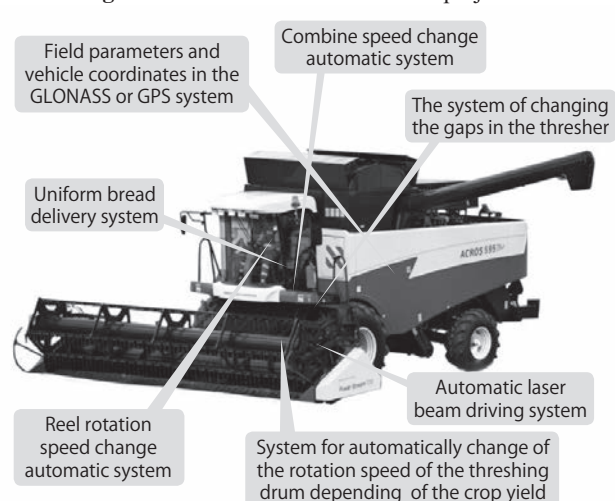 Combine speed change
automatic system
Field parameters and
vehicle coordinates in the
GLONASS or GPS system
The system of changing
the gaps in the thresher
Uniform bread
delivery system
ACROS 595
Automatic laser
beam driving system
Reel rotation
speed change
automatic system
System for automatically change of
the rotation speed of the threshing
drum depending of the crop yield